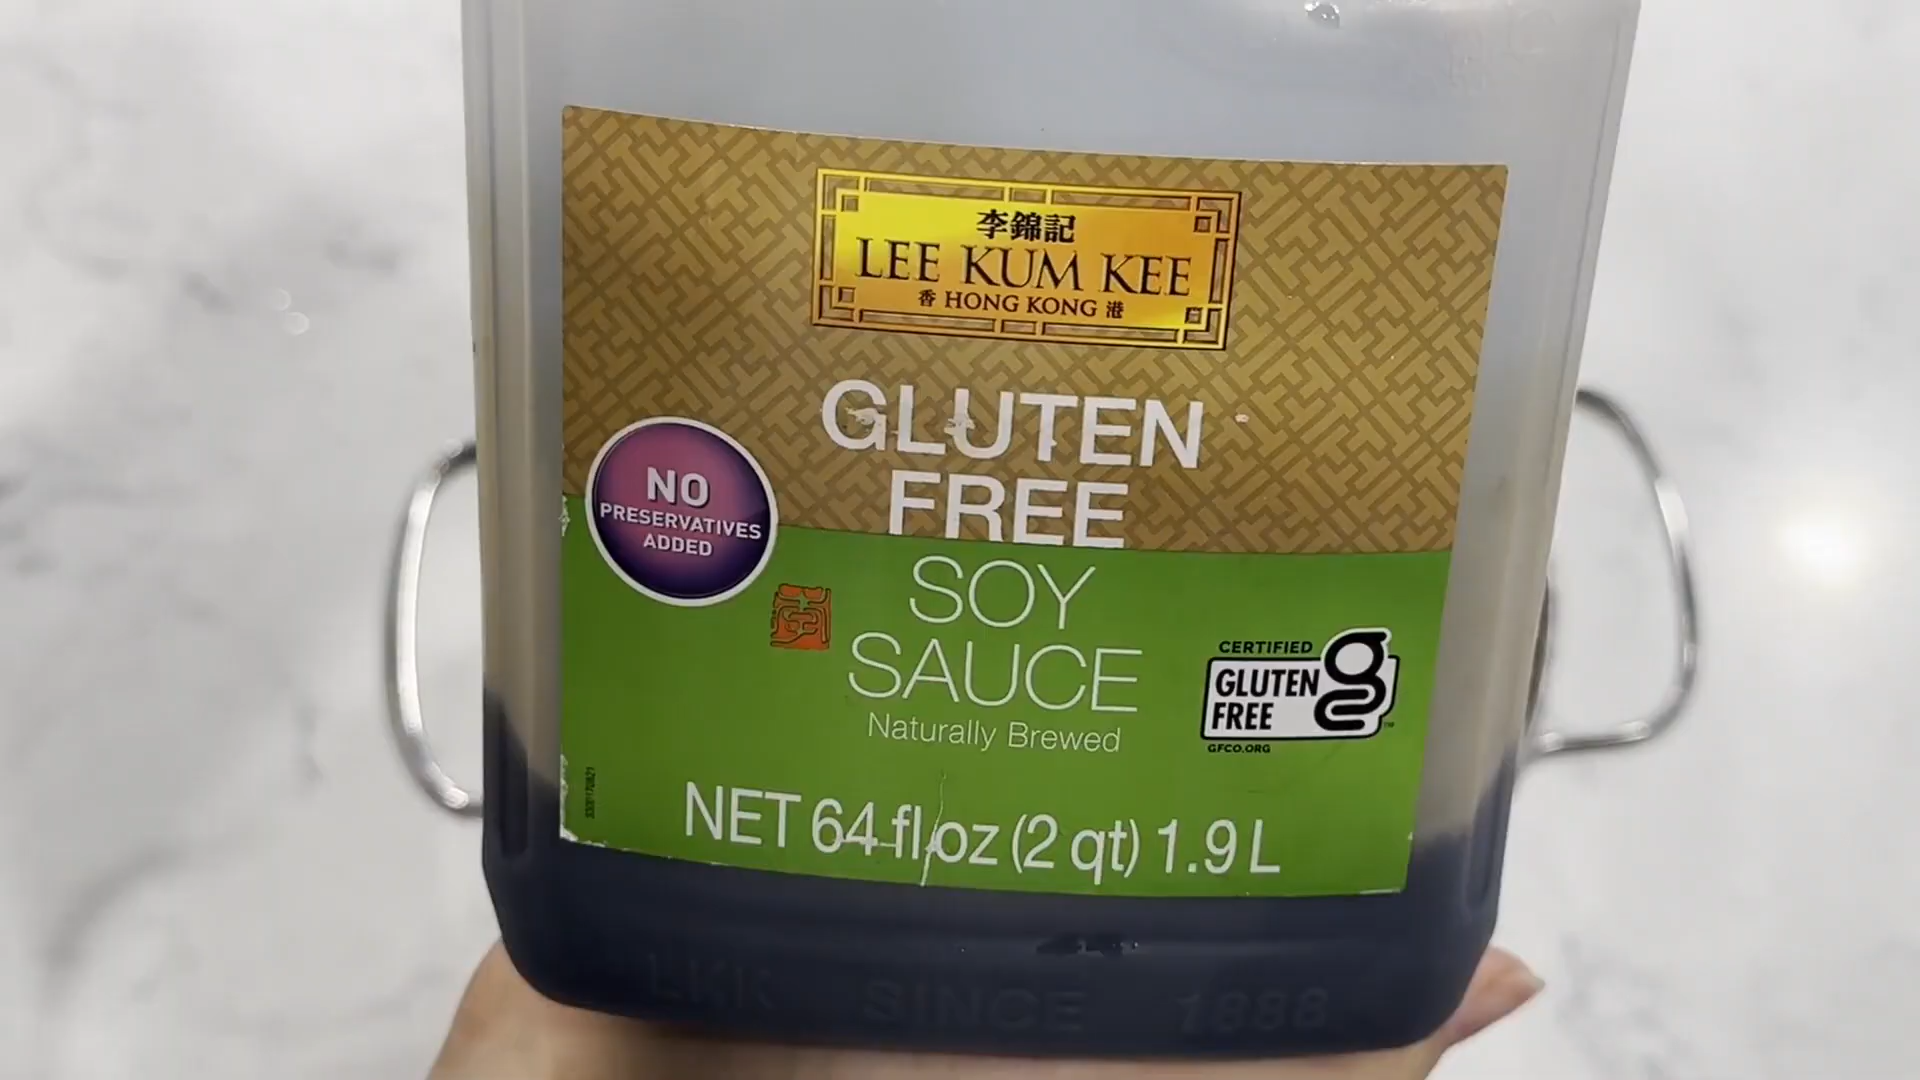 李錦記
LEE KUM KEE
香 HONG KONG 港
GLUTEN
FREE
NO
PRESERVATIVES
ADDED
SOY
SAUCE
Naturally Brewed
CERTIFIED
GLUTEN
FREE
GFCO.ORG
NET 64 fl oz (2 qt) 1.9 L
LKK SINCE 1888